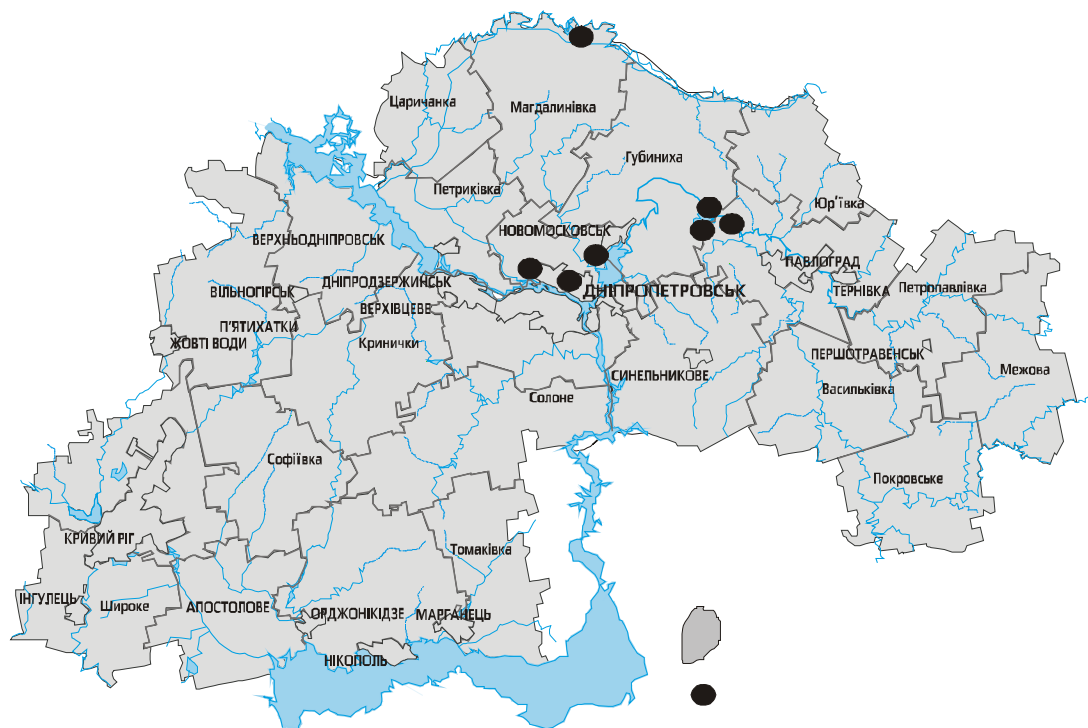 Царичанка
Магдалинівка
Губиниха
Петриківка
Юр'ївка
НОВОМОСКОВСЬК
ВЕРХНЬОДНІПРОВСЬК
ПАВЛОГРАД
ДНІПРОДЗЕРЖИНСЬК
ДНІПРОПЕТРОВСЬК
ТЕРНІВКА
Петропавлівка
ВІЛЬНОГІРСЬК
ВЕРХІВЦЕВЕ
П'ЯТИХАТКИ
ЖОВТІ ВОДИ
Кринички
ПЕРШОТРАВЕНСЬК
Межова
СИНЕЛЬНИКОВЕ
Васильківка
Солоне
Софіївка
Покровське
КРИВИЙ РІГ
Томаківка
ІНГУЛЕЦЬ
Широке
АПОСТОЛОВЕ
ОРДЖОНІКІДЗЕ
МАРГАНЕЦЬ
НІКОПОЛЬ